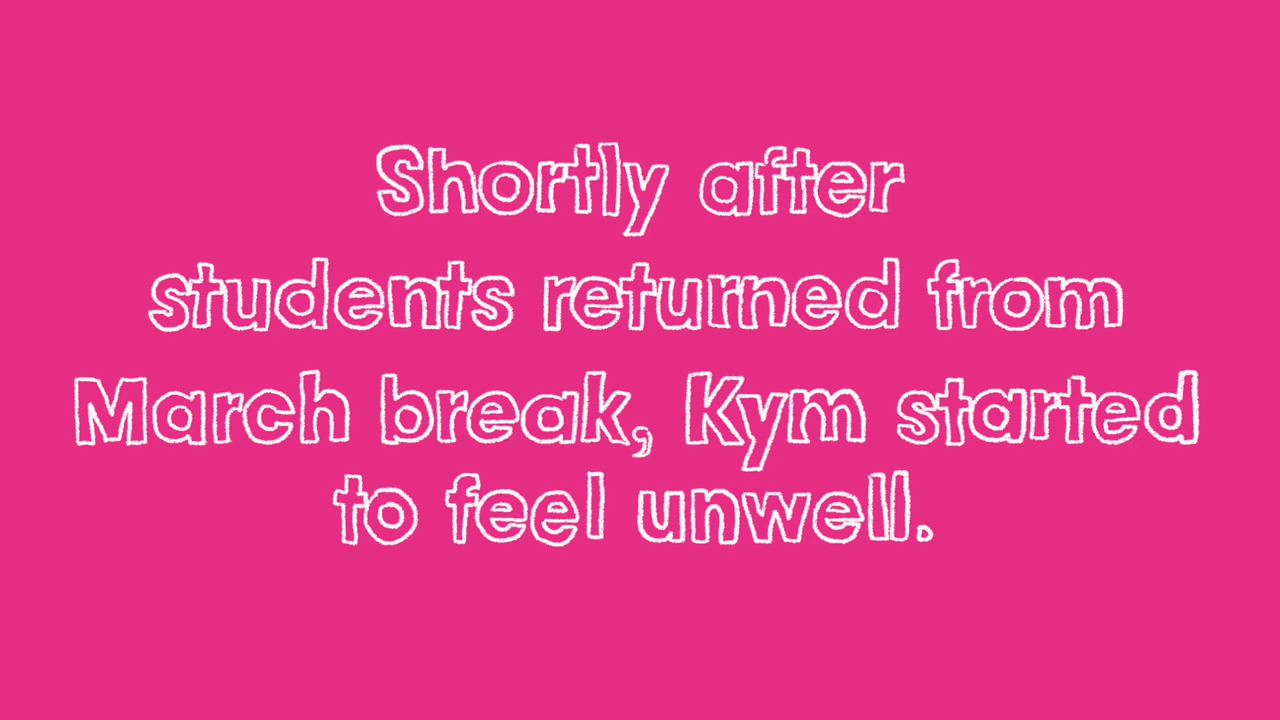 Shortly after
students returned from
March break, Kym started
to feel unwell.